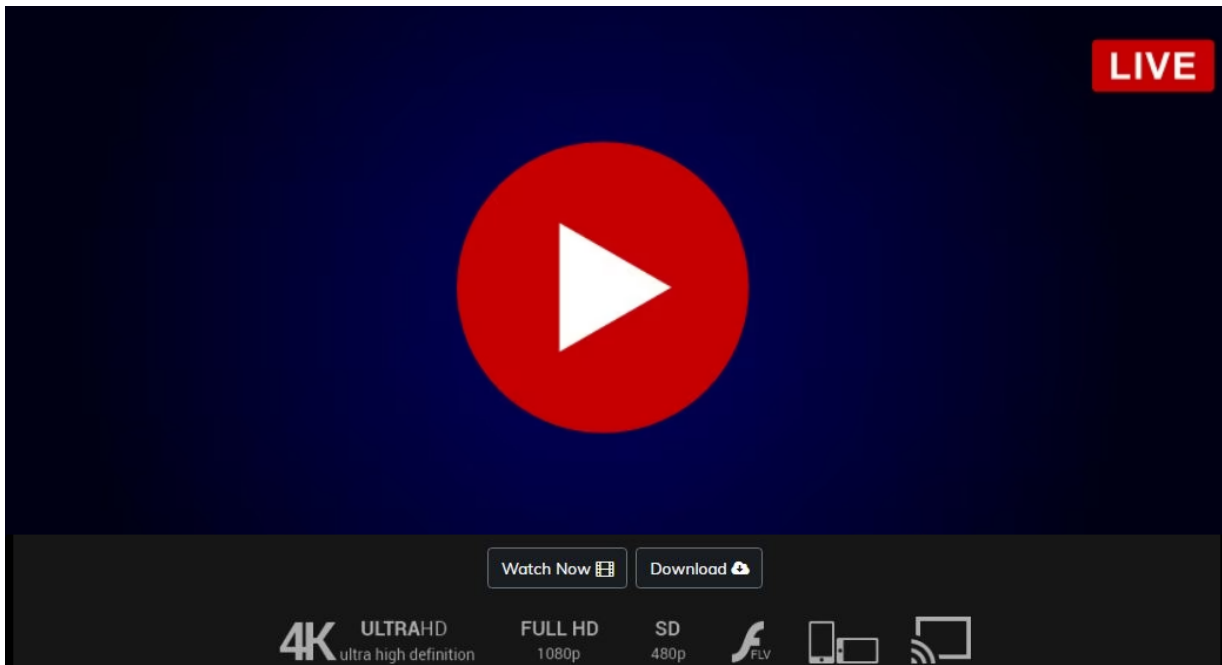 LIVE
Watch Now
Download
4K ULTRAHD
ultra high definition
FULL HD
1080p
SD
480p
FLV